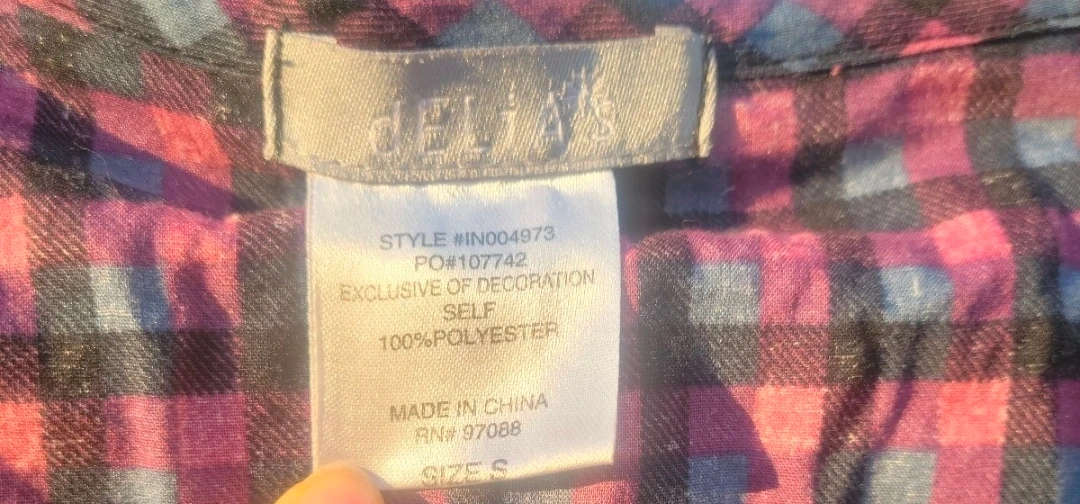 dELiA*s
STYLE #IN004973
PO#107742
EXCLUSIVE OF DECORATION
SELF
100%POLYESTER
MADE IN CHINA
RN# 97088
SIZE S